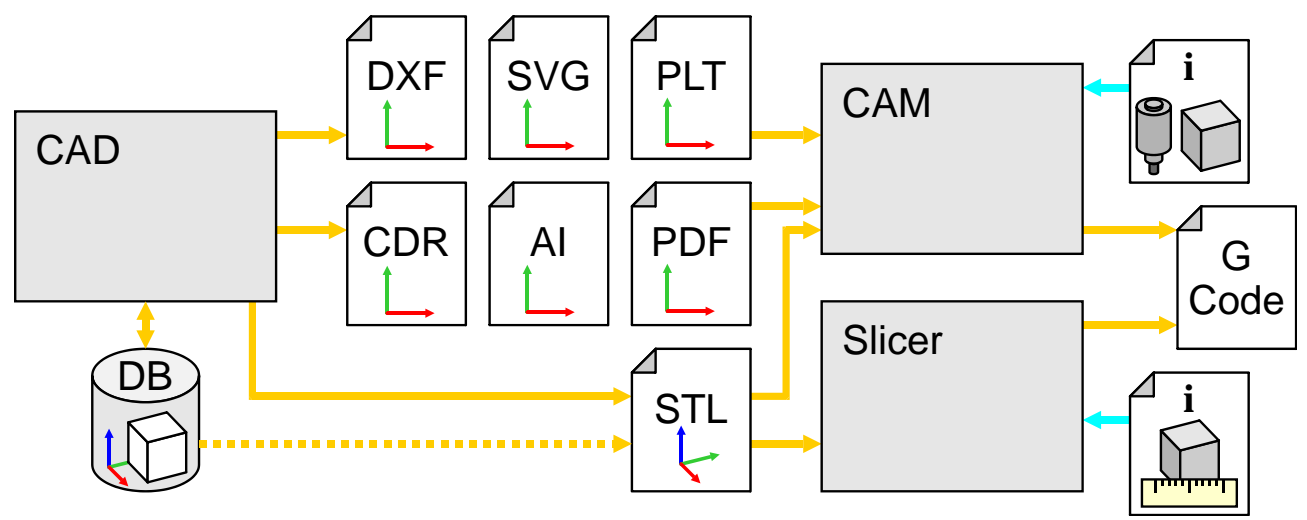 DXF
SVG
PLT
i
CAD
CAM
CDR
AI
PDF
G
Code
Slicer
DB
STL
i